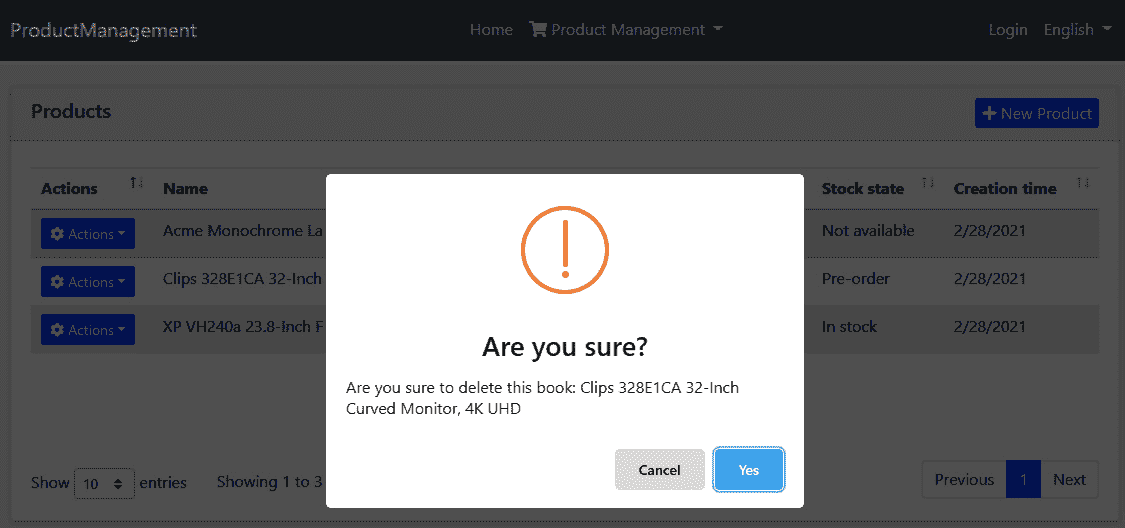 ProductManagement Home Product Management Login English
Products New Product
Actions Name Stock state Creation time
Actions Acme Monochrome La Not available 2/28/2021
Actions Clips 328E1CA 32-Inch Pre-order 2/28/2021
Actions XP VH240a 23.8-Inch F In stock 2/28/2021
Are you sure?
Are you sure to delete this book: Clips 328E1CA 32-Inch
Curved Monitor, 4K UHD
Cancel Yes
Show 10 entries Showing 1 to 3 Previous 1 Next